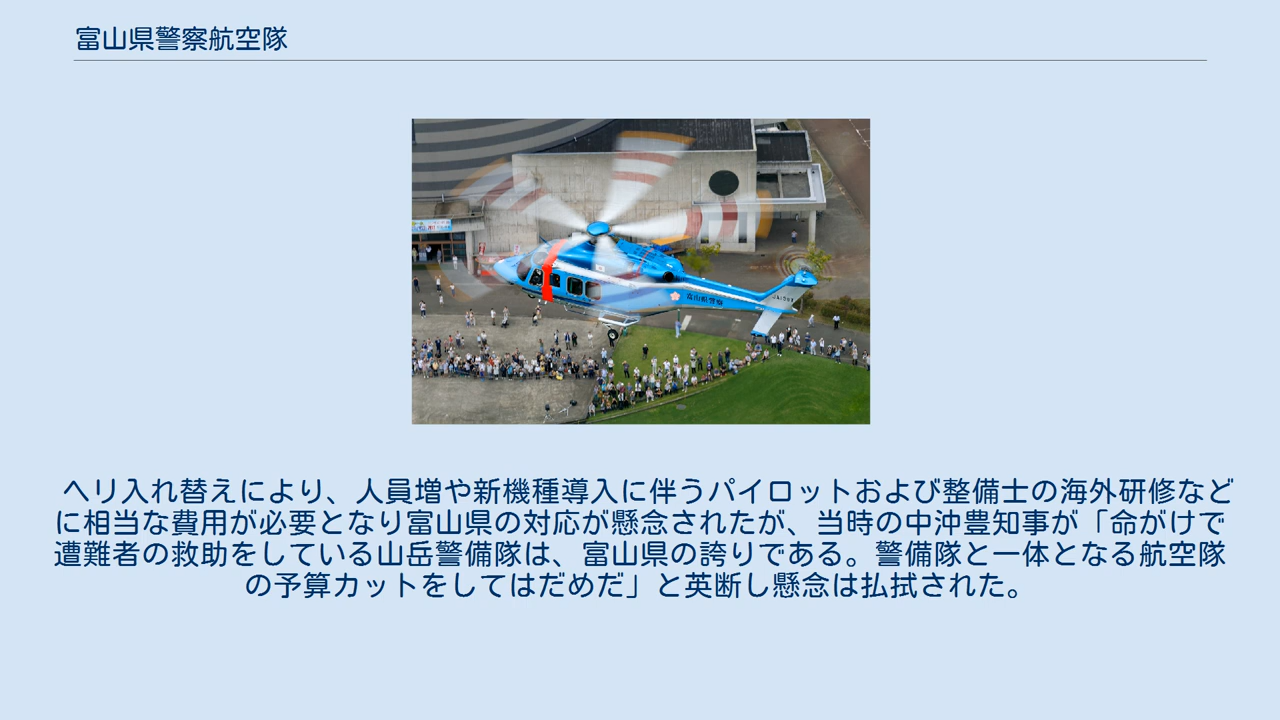 富山県警察航空隊
富山県警察
ヘリ入れ替えにより、人員増や新機種導入に伴うパイロットおよび整備士の海外研修など
に相当な費用が必要となり富山県の対応が懸念されたが、当時の中沖豊知事が「命がけで
遭難者の救助をしている山岳警備隊は、富山県の誇りである。警備隊と一体となる航空隊
の予算カットをしてはだめだ」と英断し懸念は払拭された。